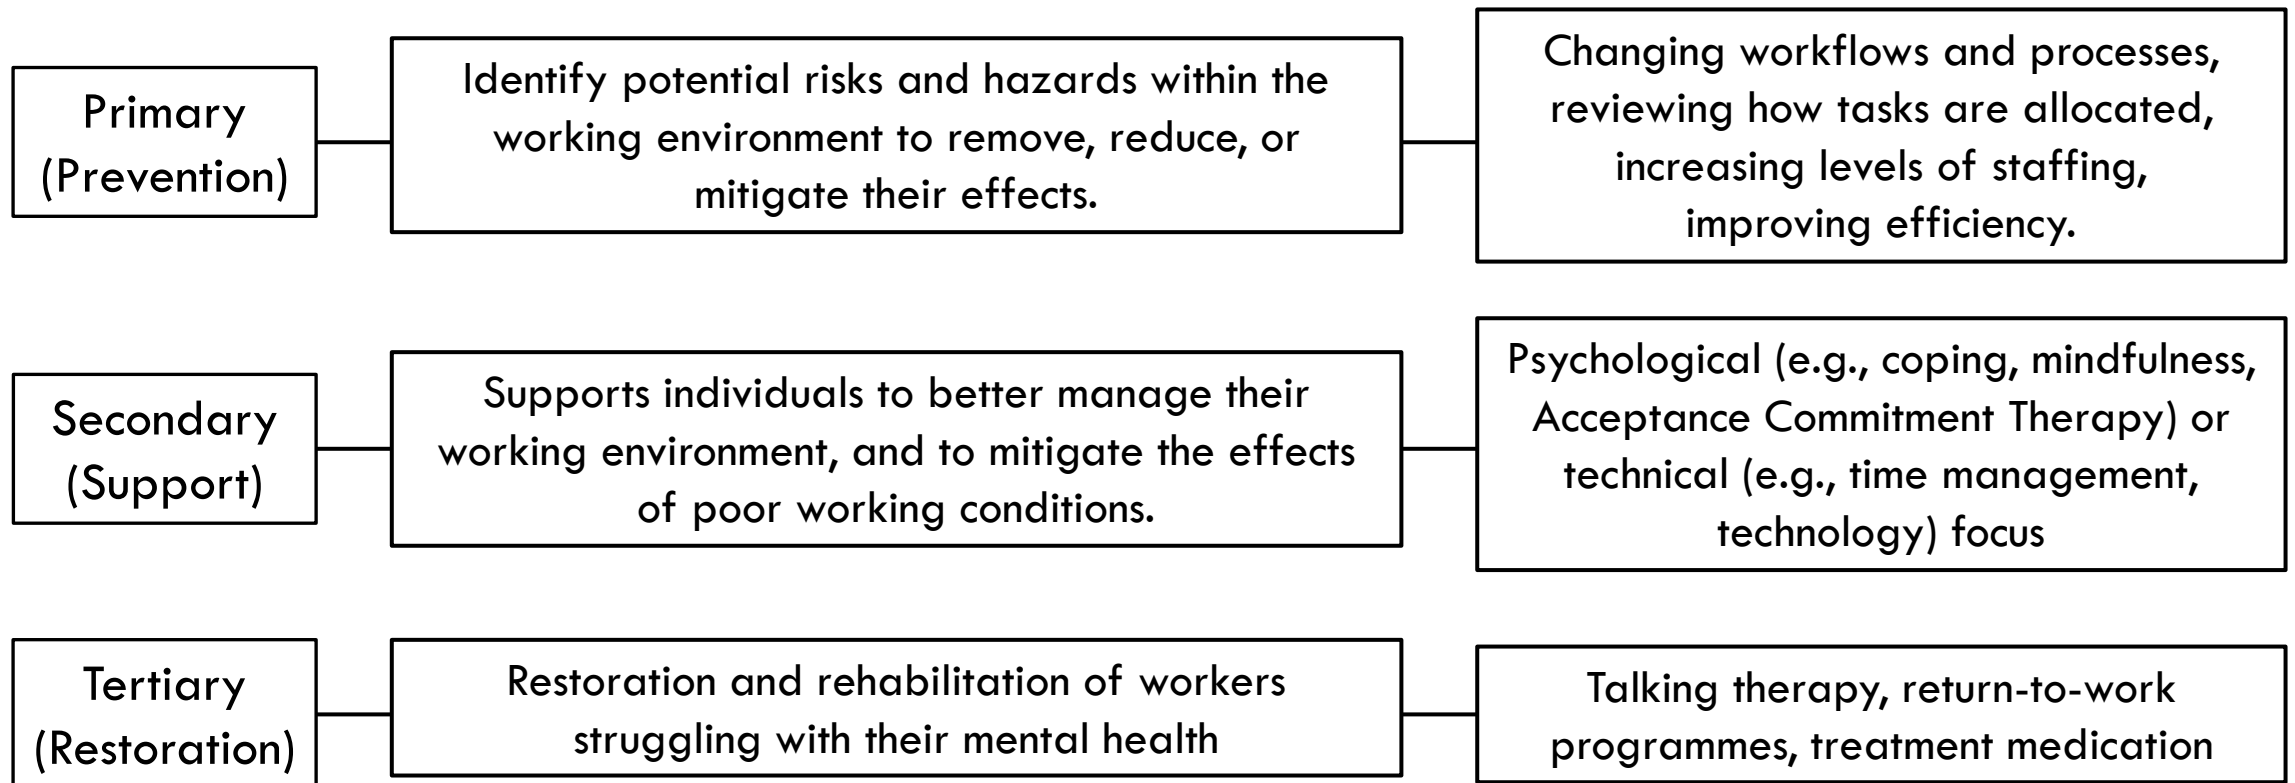 Primary
(Prevention)
Identify potential risks and hazards within the
working environment to remove, reduce, or
mitigate their effects.
Changing workflows and processes,
reviewing how tasks are allocated,
increasing levels of staffing,
improving efficiency.
Secondary
(Support)
Supports individuals to better manage their
working environment, and to mitigate the effects
of poor working conditions.
Psychological (e.g., coping, mindfulness,
Acceptance Commitment Therapy) or
technical (e.g., time management,
technology) focus
Tertiary
(Restoration)
Restoration and rehabilitation of workers
struggling with their mental health
Talking therapy, return-to-work
programmes, treatment medication